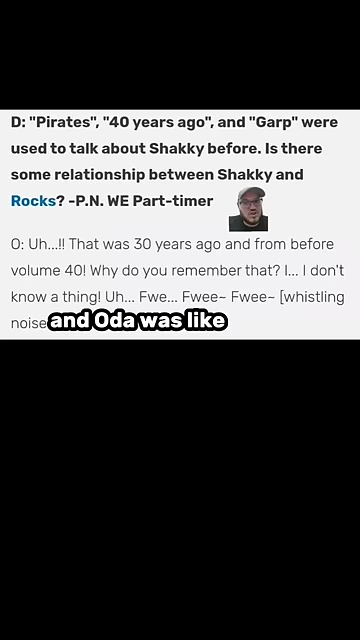 D: "Pirates", "40 years ago", and "Garp" were
used to talk about Shakky before. Is there
some relationship between Shakky and
Rocks? -P.N. WE Part-timer
O: Uh...!! That was 30 years ago and from before
volume 40! Why do you remember that? I... I don't
know a thing! Uh... Fwe... Fwee~ Fwee~ [whistling
noise
and Oda was like